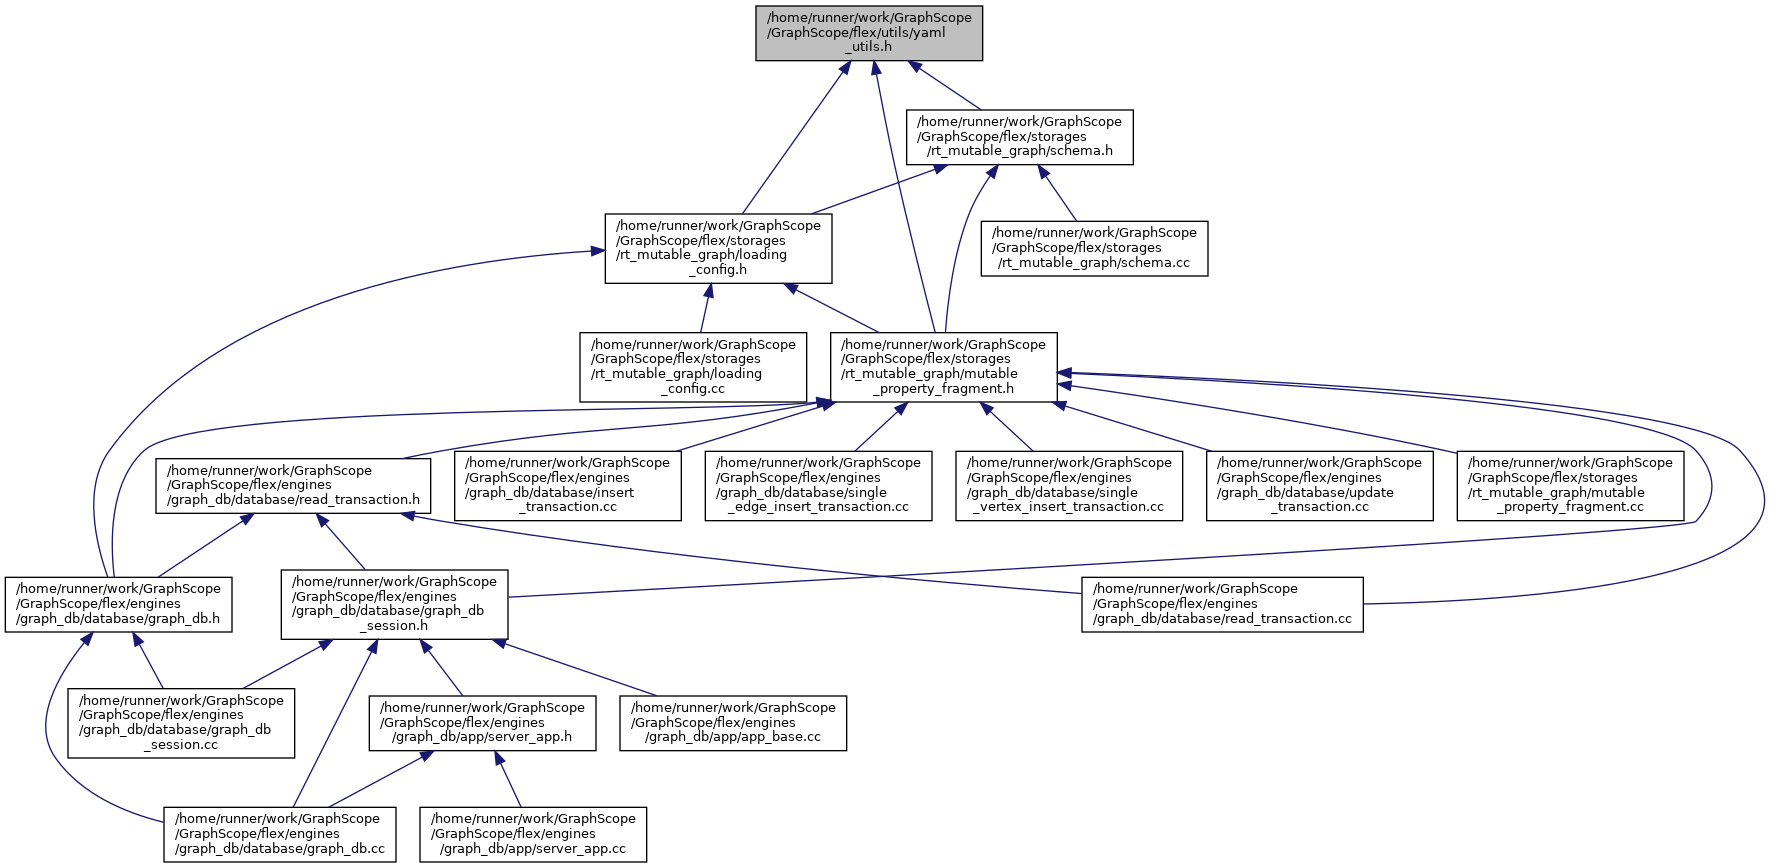 /home/runner/work/GraphScope
/GraphScope/flex/utils/yaml
_utils.h
/home/runner/work/GraphScope
/GraphScope/flex/storages
/rt_mutable_graph/schema.h
/home/runner/work/GraphScope
/GraphScope/flex/storages
/rt_mutable_graph/loading
_config.h
/home/runner/work/GraphScope
/GraphScope/flex/storages
/rt_mutable_graph/schema.cc
/home/runner/work/GraphScope
/GraphScope/flex/storages
/rt_mutable_graph/loading
_config.cc
/home/runner/work/GraphScope
/GraphScope/flex/storages
/rt_mutable_graph/mutable
_property_fragment.h
/home/runner/work/GraphScope
/GraphScope/flex/engines
/graph_db/database/read_transaction.h
/home/runner/work/GraphScope
/GraphScope/flex/engines
/graph_db/database/insert
_transaction.cc
/home/runner/work/GraphScope
/GraphScope/flex/engines
/graph_db/database/single
_edge_insert_transaction.cc
/home/runner/work/GraphScope
/GraphScope/flex/engines
/graph_db/database/single
_vertex_insert_transaction.cc
/home/runner/work/GraphScope
/GraphScope/flex/engines
/graph_db/database/update
_transaction.cc
/home/runner/work/GraphScope
/GraphScope/flex/storages
/rt_mutable_graph/mutable
_property_fragment.cc
/home/runner/work/GraphScope
/GraphScope/flex/engines
/graph_db/database/graph_db.h
/home/runner/work/GraphScope
/GraphScope/flex/engines
/graph_db/database/graph_db
_session.h
/home/runner/work/GraphScope
/GraphScope/flex/engines
/graph_db/database/read_transaction.cc
/home/runner/work/GraphScope
/GraphScope/flex/engines
/graph_db/database/graph_db
_session.cc
/home/runner/work/GraphScope
/GraphScope/flex/engines
/graph_db/app/server_app.h
/home/runner/work/GraphScope
/GraphScope/flex/engines
/graph_db/app/app_base.cc
/home/runner/work/GraphScope
/GraphScope/flex/engines
/graph_db/database/graph_db.cc
/home/runner/work/GraphScope
/GraphScope/flex/engines
/graph_db/app/server_app.cc